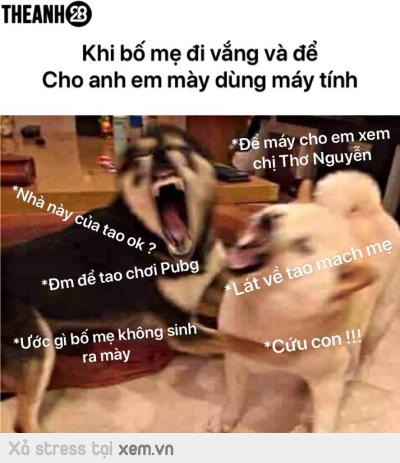 THEANH28
Khi bố mẹ đi vắng và để
Cho anh em mày dùng máy tính
*Để máy cho em xem
chị Thơ Nguyễn
*Nhà này của tao ok ?
*Đm để tao chơi Pubg
*Lát về tao mách mẹ
*Ước gì bố mẹ không sinh
ra mày
*Cứu con !!!
Xả stress tại xem.vn